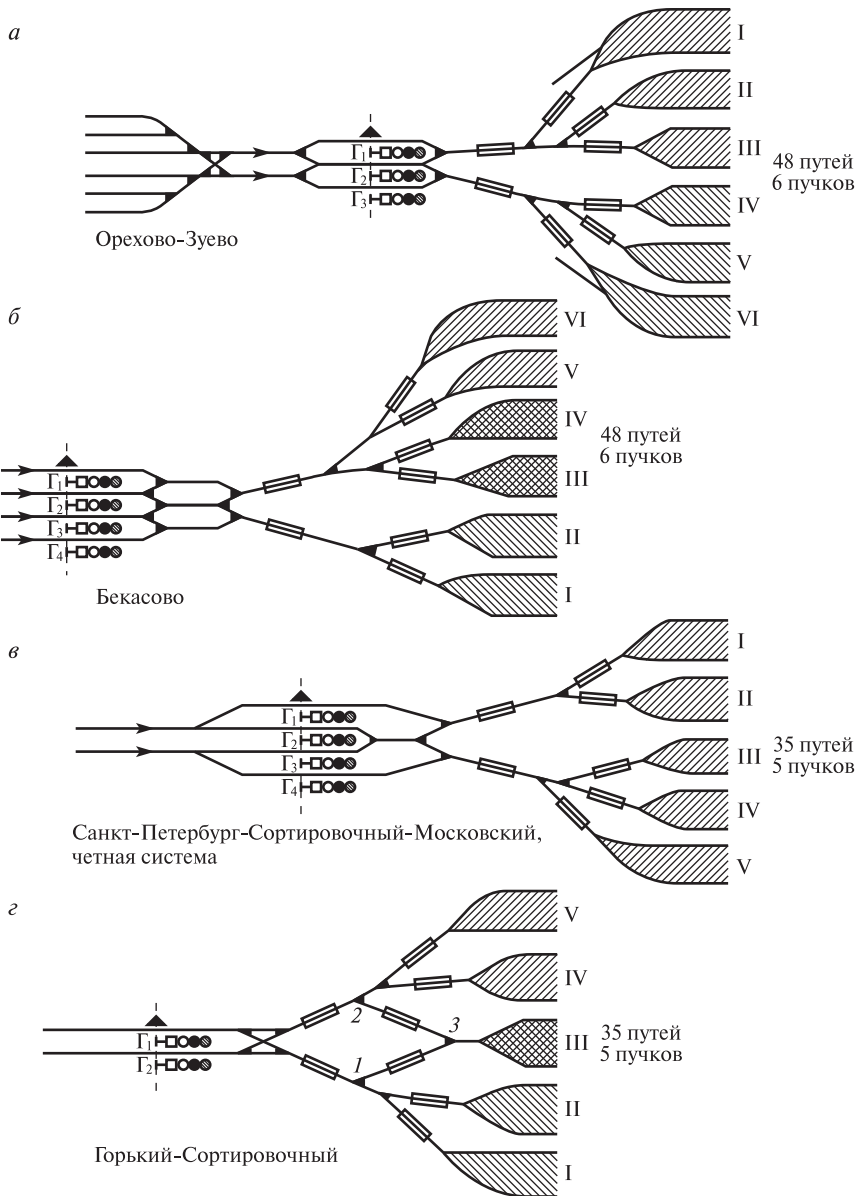 а
I
II
III
IV
V
VI
48 путей
6 пучков
Г1
Г2
Г3
Орехово-Зуево
б
VI
V
IV
III
II
I
48 путей
6 пучков
Г1
Г2
Г3
Г4
Бекасово
в
I
II
III
IV
V
35 путей
5 пучков
Г1
Г2
Г3
Г4
Санкт-Петербург-Сортировочный-Московский,
четная система
г
V
IV
III
II
I
35 путей
5 пучков
2
3
1
Г1
Г2
Горький-Сортировочный